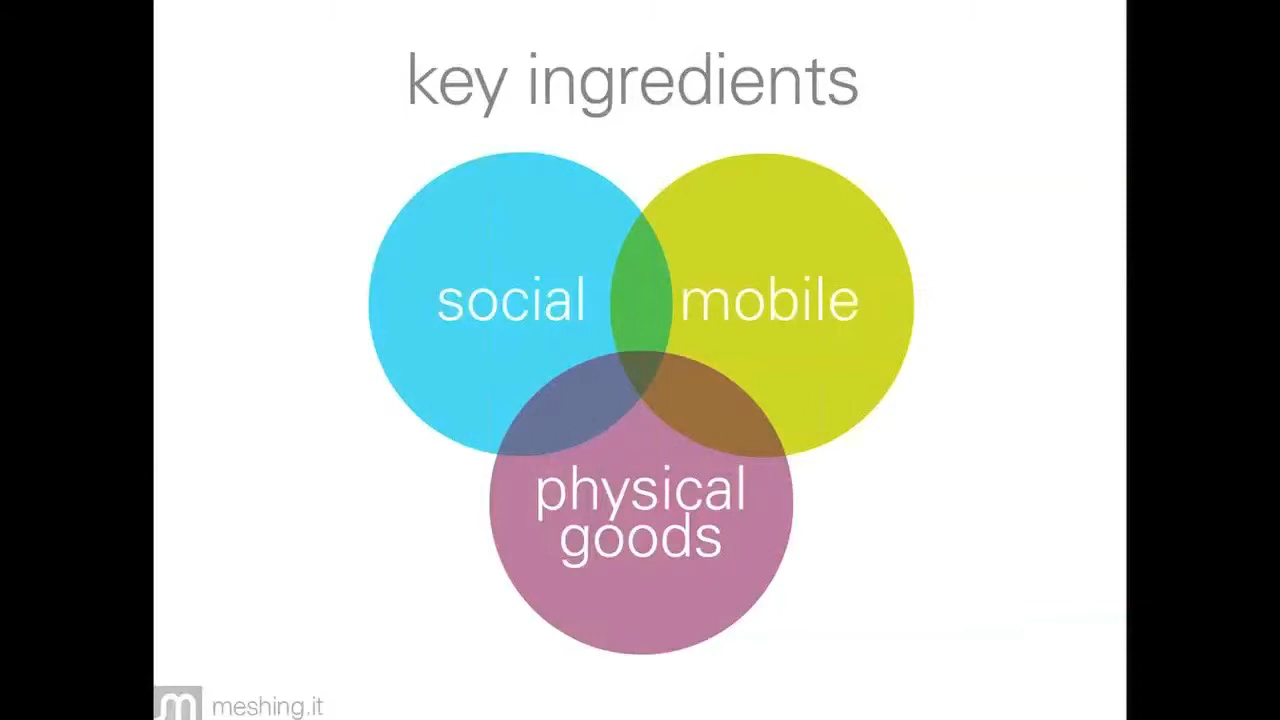 key ingredients
social
mobile
physical
goods
meshing.it